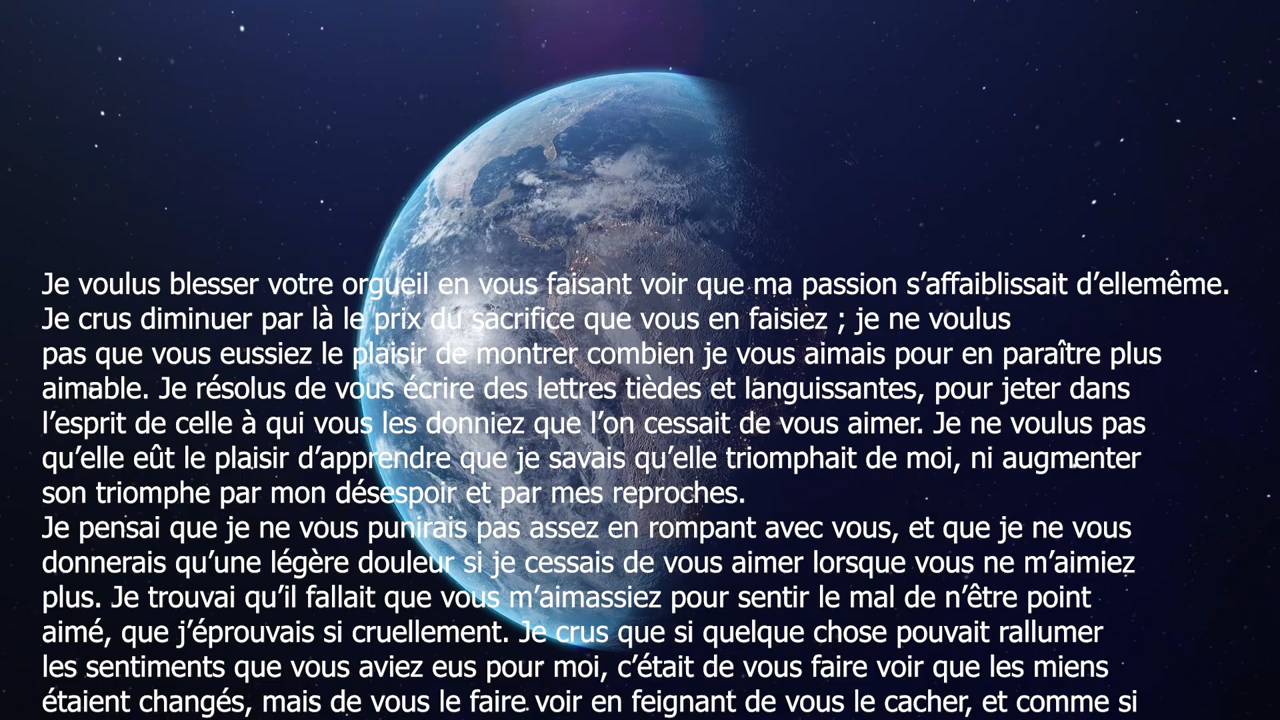 Je voulus blesser votre orgueil en vous faisant voir que ma passion s’affaiblissait d’ellemême.
Je crus diminuer par là le prix du sacrifice que vous en faisiez ; je ne voulus
pas que vous eussiez le plaisir de montrer combien je vous aimais pour en paraître plus
aimable. Je résolus de vous écrire des lettres tièdes et languissantes, pour jeter dans
l’esprit de celle à qui vous les donniez que l’on cessait de vous aimer. Je ne voulus pas
qu’elle eût le plaisir d’apprendre que je savais qu’elle triomphait de moi, ni augmenter
son triomphe par mon désespoir et par mes reproches.
Je pensai que je ne vous punirais pas assez en rompant avec vous, et que je ne vous
donnerais qu’une légère douleur si je cessais de vous aimer lorsque vous ne m’aimiez
plus. Je trouvai qu’il fallait que vous m’aimassiez pour sentir le mal de n’être point
aimé, que j’éprouvais si cruellement. Je crus que si quelque chose pouvait rallumer
les sentiments que vous aviez eus pour moi, c’était de vous faire voir que les miens
étaient changés, mais de vous le faire voir en feignant de vous le cacher, et comme si